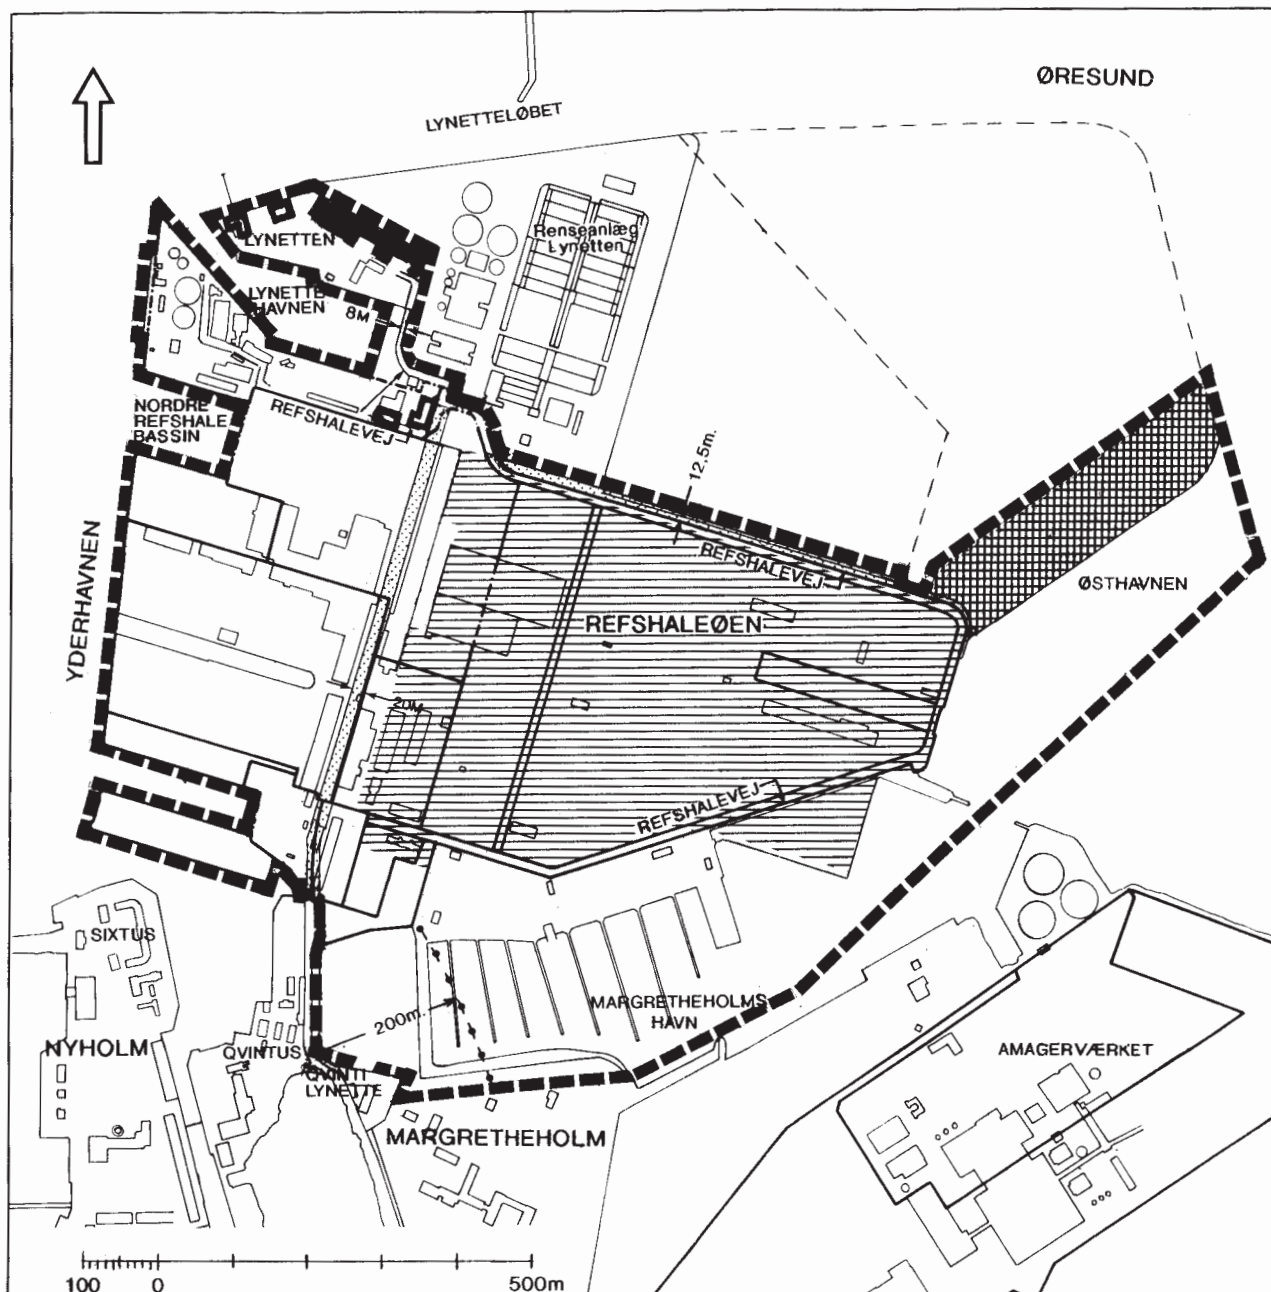 ØRESUND
LYNETTELØBET
Renseanlæg
Lynetten
LYNETTEN
LYNETTE
HAVNEN
8M
NORDRE
REFSHALE
BASSIN
REFSHALEVEJ
12,5m.
YDERHAVNEN
REFSHALEVEJ
ØSTHAVNEN
REFSHALEØEN
20M
REFSHALEVEJ
SIXTUS
200m.
MARGRETHEHOLMS
HAVN
NYHOLM
QVINTUS
QVINTI
LYNETTE
AMAGERVÆRKET
MARGRETHEHOLM
100 0 500m